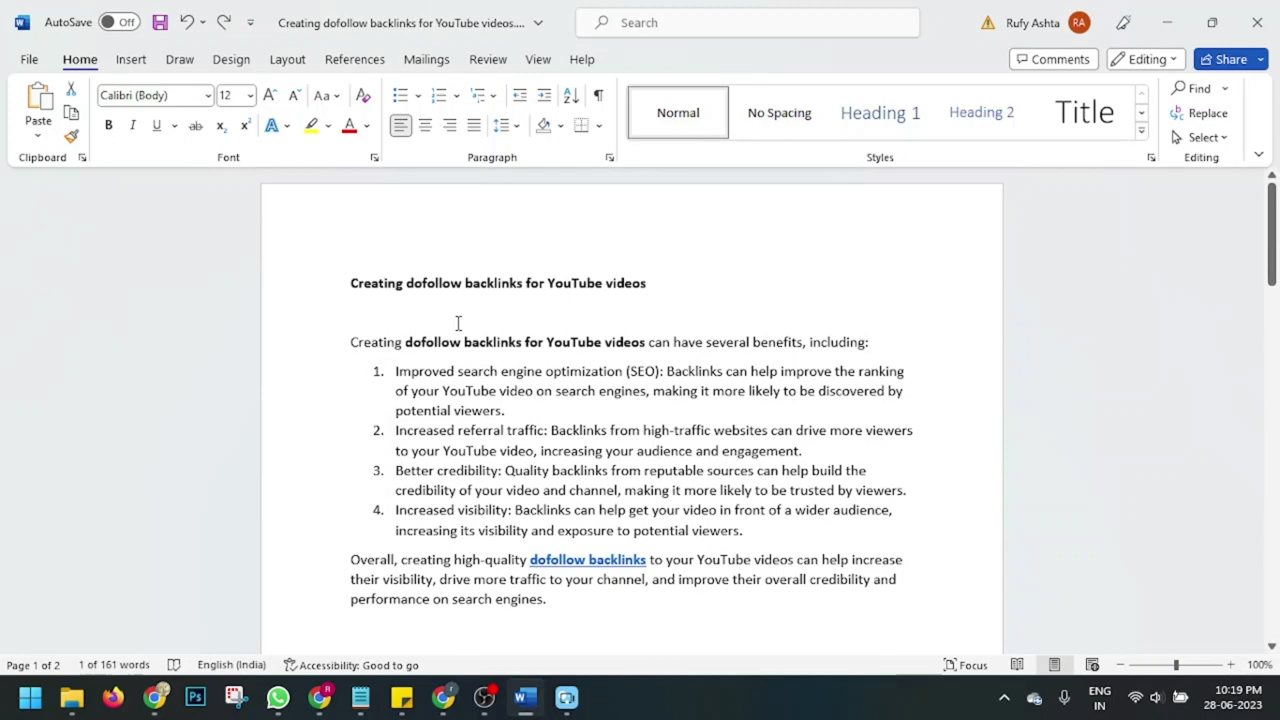 AutoSave Off Creating dofollow backlinks for YouTube videos.... Search Rufy Ashta RA
File Home Insert Draw Design Layout References Mailings Review View Help Comments Editing Share
Paste Calibri (Body) 12 Normal No Spacing Heading 1 Heading 2 Title Find
Replace
Select
Clipboard Font Paragraph Styles Editing
Creating dofollow backlinks for YouTube videos
Creating dofollow backlinks for YouTube videos can have several benefits, including:
1. Improved search engine optimization (SEO): Backlinks can help improve the ranking
of your YouTube video on search engines, making it more likely to be discovered by
potential viewers.
2. Increased referral traffic: Backlinks from high-traffic websites can drive more viewers
to your YouTube video, increasing your audience and engagement.
3. Better credibility: Quality backlinks from reputable sources can help build the
credibility of your video and channel, making it more likely to be trusted by viewers.
4. Increased visibility: Backlinks can help get your video in front of a wider audience,
increasing its visibility and exposure to potential viewers.
Overall, creating high-quality dofollow backlinks to your YouTube videos can help increase
their visibility, drive more traffic to your channel, and improve their overall credibility and
performance on search engines.
Page 1 of 2 1 of 161 words English (India) Accessibility: Good to go Focus 100%
ENG 10:19 PM
IN 28-06-2023